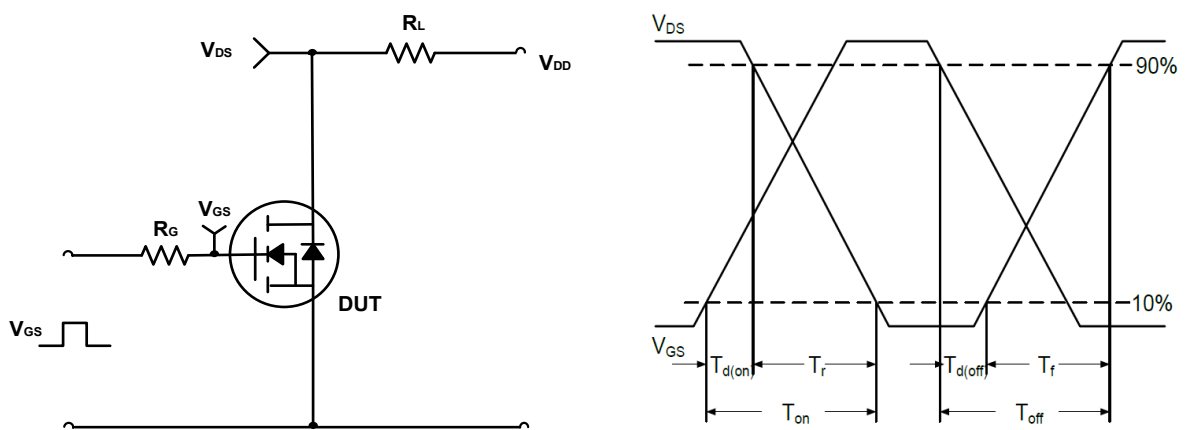 RL
VDS
VDD
VGS
RG
DUT
VGS
VDS
90%
10%
VGS
Td(on)
Tr
Td(off)
Tf
Ton
Toff